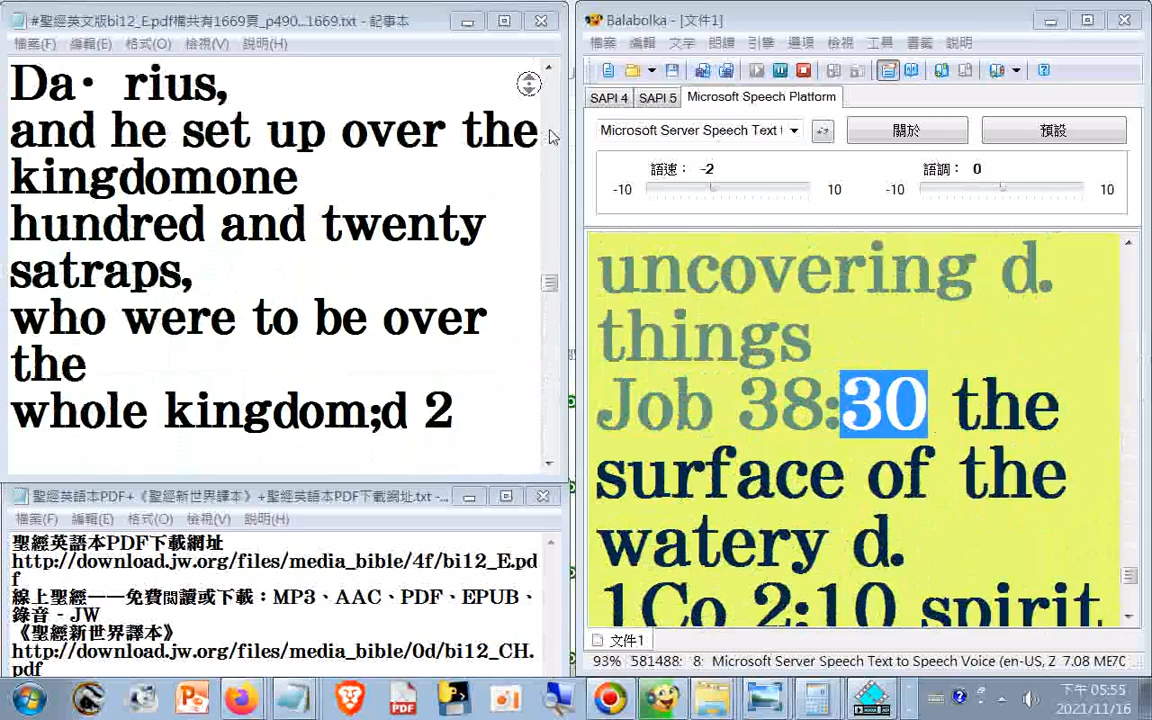 #聖經英文版bi12_E.pdf檔共有1669頁_p490...1669.txt - 記事本
檔案(F) 編輯(E) 格式(O) 檢視(V) 說明(H)
Da· rius,
and he set up over the
kingdomone
hundred and twenty
satraps,
who were to be over
the
whole kingdom;d 2
聖經英語本PDF+《聖經新世界譯本》+聖經英語本PDF下載網址.txt - ...
檔案(F) 編輯(E) 格式(O) 檢視(V) 說明(H)
聖經英語本PDF下載網址
http://download.jw.org/files/media_bible/4f/bi12_E.pd
f
線上聖經——免費閱讀或下載：MP3、AAC、PDF、EPUB、
錄音 - JW
《聖經新世界譯本》
http://download.jw.org/files/media_bible/0d/bi12_CH.
pdf
Balabolka - [文件1]
檔案 編輯 文字 朗讀 引擎 選項 檢視 工具 書籤 說明
SAPI 4 SAPI 5 Microsoft Speech Platform
Microsoft Server Speech Text 關於 預設
語速： -2 語調： 0
-10 10 -10 10
uncovering d.
things
Job 38:30 the
surface of the
watery d.
1Co 2:10 spirit
文件1
93% 581488: 8: Microsoft Server Speech Text to Speech Voice (en-US, Z 7.08 ME70
PDF
下午 05:55
2021/11/16